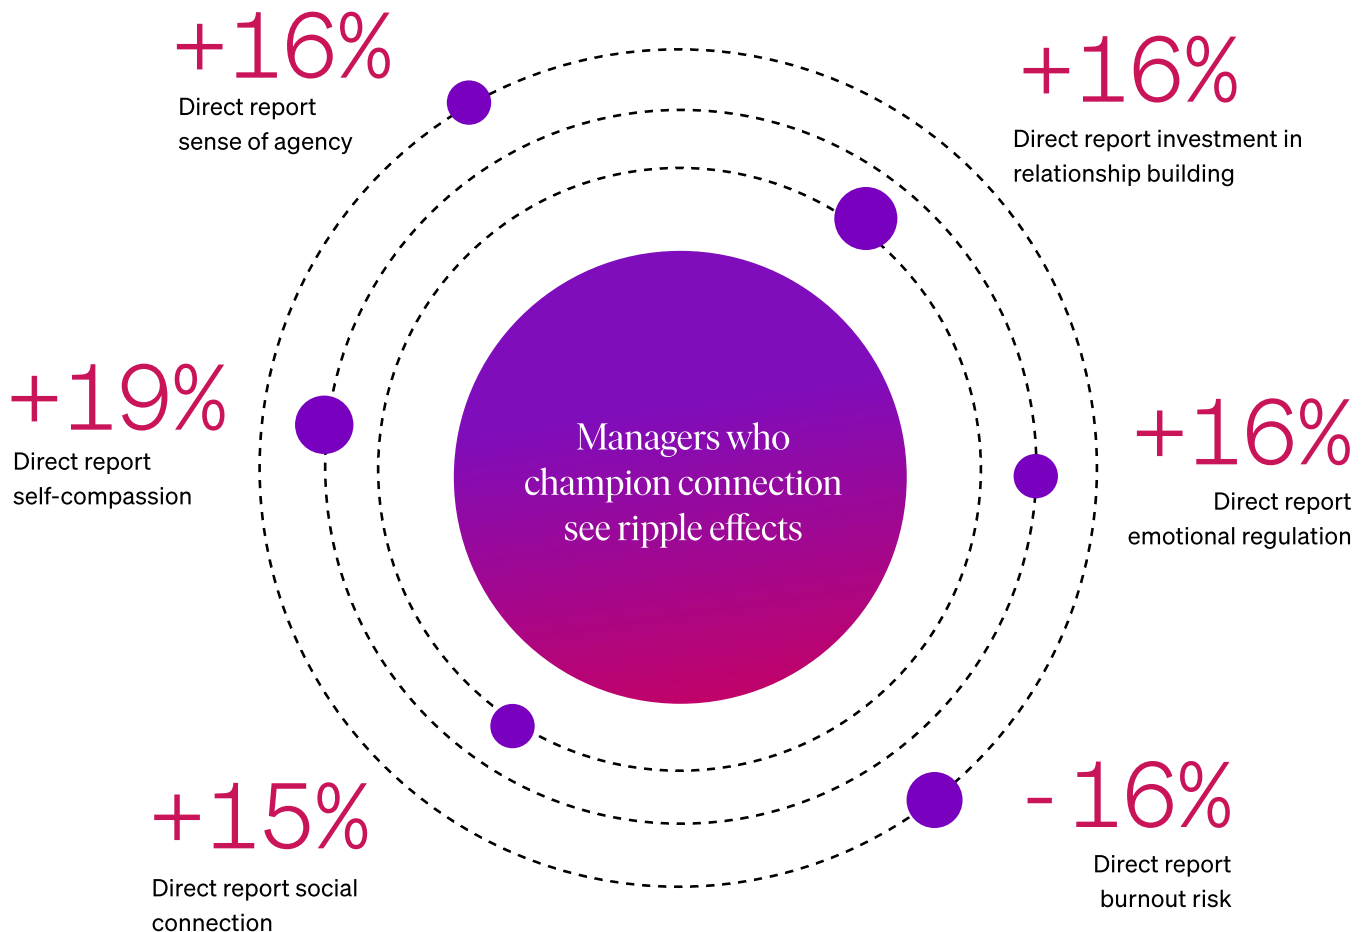 +16%
Direct report
sense of agency
+16%
Direct report investment in
relationship building
+19%
Direct report
self-compassion
Managers who
champion connection
see ripple effects
+16%
Direct report
emotional regulation
+15%
Direct report social
connection
-16%
Direct report
burnout risk